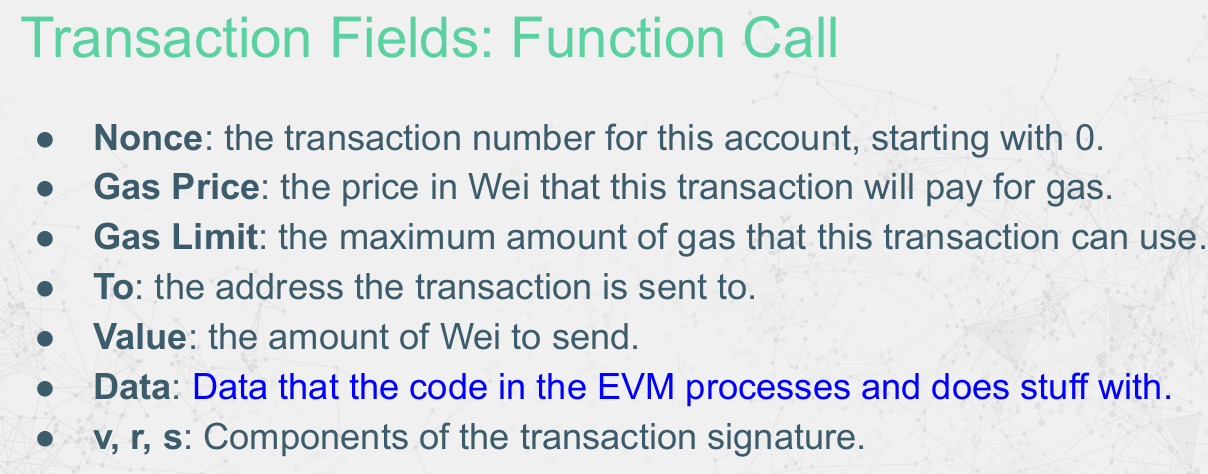 Transaction Fields: Function Call
● Nonce: the transaction number for this account, starting with 0.
● Gas Price: the price in Wei that this transaction will pay for gas.
● Gas Limit: the maximum amount of gas that this transaction can use.
● To: the address the transaction is sent to.
● Value: the amount of Wei to send.
● Data: Data that the code in the EVM processes and does stuff with.
● v, r, s: Components of the transaction signature.